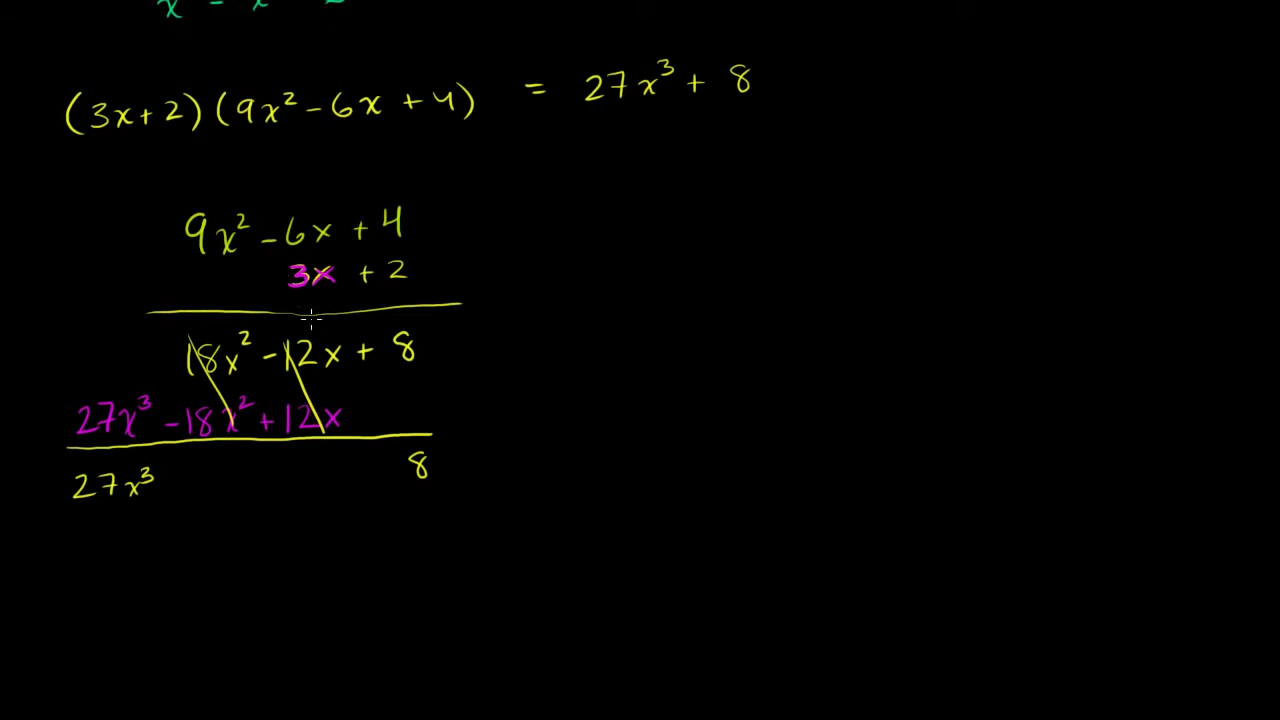 (3x+2)(9x² - 6x + 4) = 27x³ + 8
9x² - 6x + 4
3x + 2
18x² - 12x + 8
27x³ - 18x² + 12x
27x³ 8